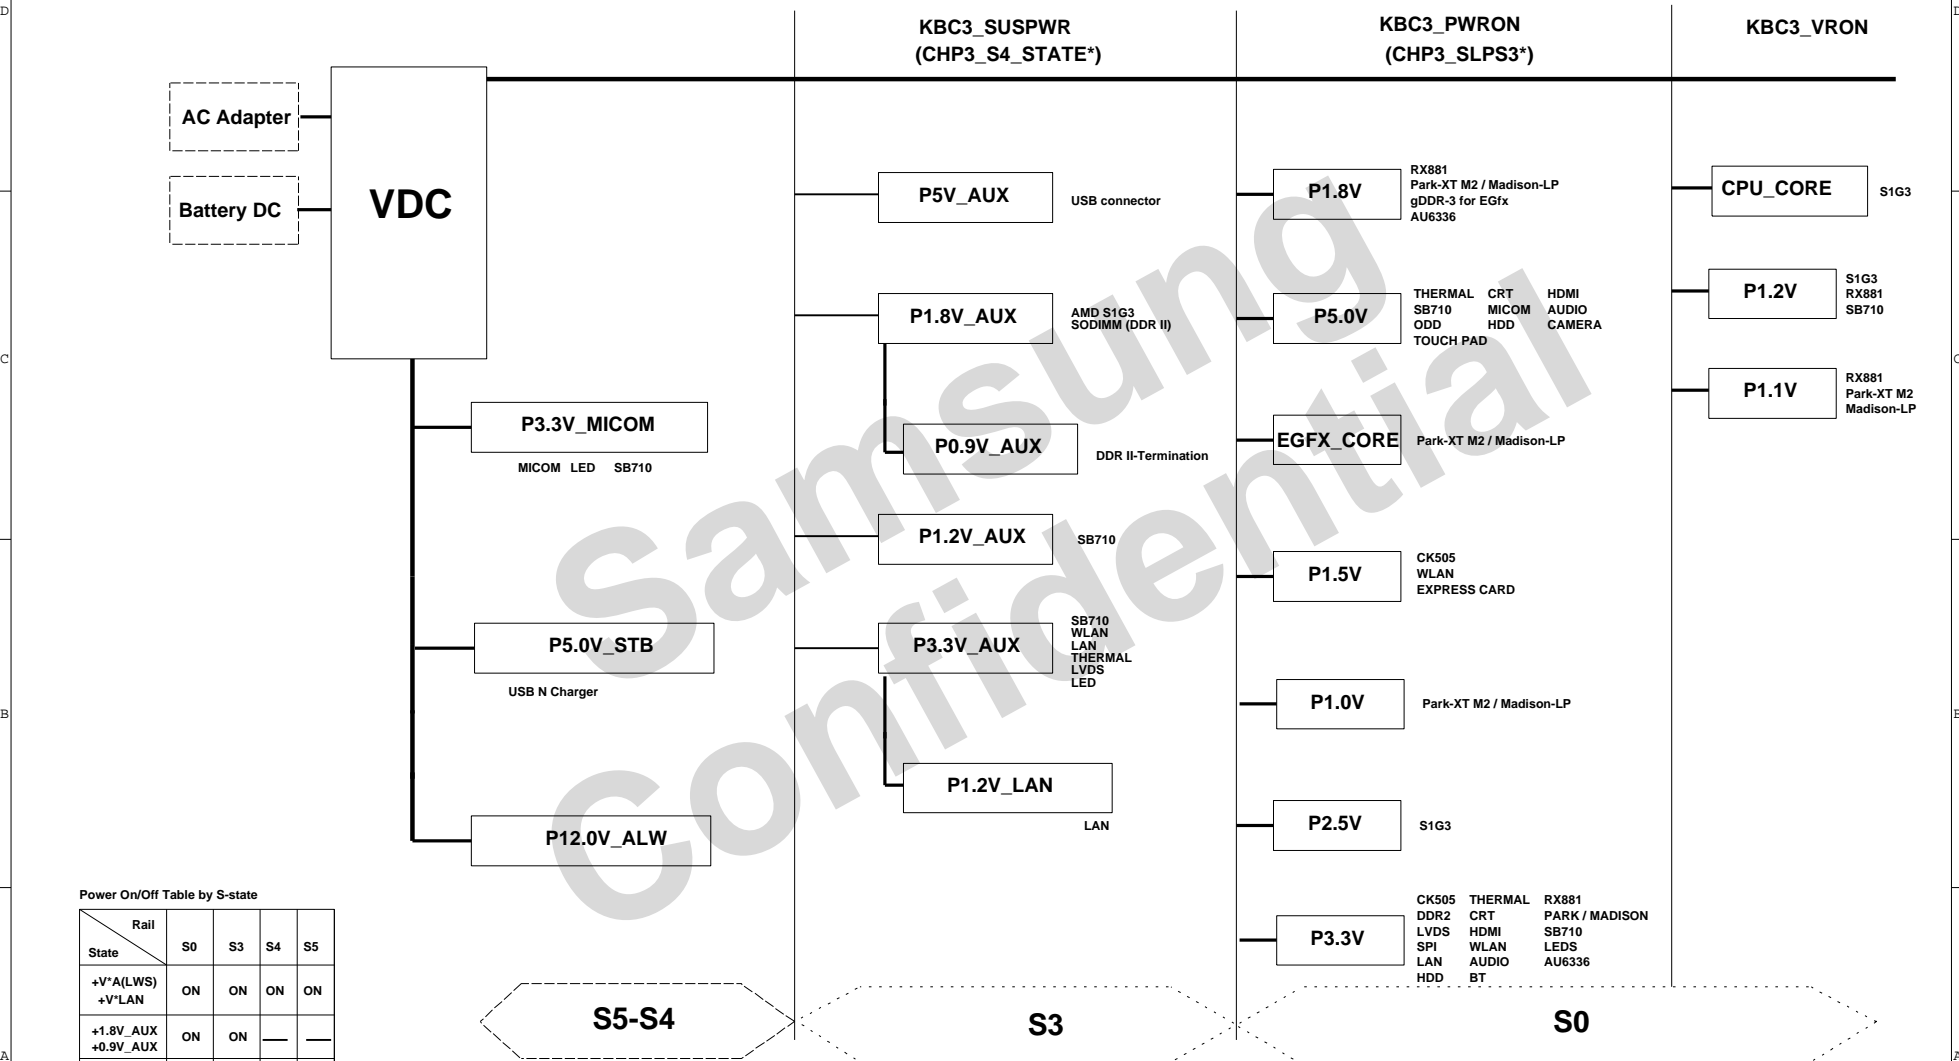 D
KBC3_SUSPWR
(CHP3_S4_STATE*)
KBC3_PWRON
(CHP3_SLPS3*)
KBC3_VRON
AC Adapter
Battery DC
VDC
P3.3V_MICOM
MICOM LED SB710
P5.0V_STB
USB N Charger
P12.0V_ALW
P5V_AUX
USB connector
P1.8V_AUX
AMD S1G3
SODIMM (DDR II)
P0.9V_AUX
DDR II-Termination
P1.2V_AUX
SB710
P3.3V_AUX
SB710
WLAN
LAN
THERMAL
LVDS
LED
P1.2V_LAN
LAN
P1.8V
RX881
Park-XT M2 / Madison-LP
gDDR-3 for EGfx
AU6336
P5.0V
THERMAL CRT HDMI
SB710 MICOM AUDIO
ODD HDD CAMERA
TOUCH PAD
EGFX_CORE
Park-XT M2 / Madison-LP
P1.5V
CK505
WLAN
EXPRESS CARD
P1.0V
Park-XT M2 / Madison-LP
P2.5V
S1G3
P3.3V
CK505 THERMAL RX881
DDR2 CRT PARK / MADISON
LVDS HDMI SB710
SPI WLAN LEDS
LAN AUDIO AU6336
HDD BT
CPU_CORE
S1G3
P1.2V
S1G3
RX881
SB710
P1.1V
RX881
Park-XT M2
Madison-LP
Samsung
Confidential
C
B
A
Power On/Off Table by S-state
Rail
State
S0 S3 S4 S5
+V*A(LWS)
+V*LAN
ON ON ON ON
+1.8V_AUX
+0.9V_AUX
ON ON — —
S5-S4
S3
S0